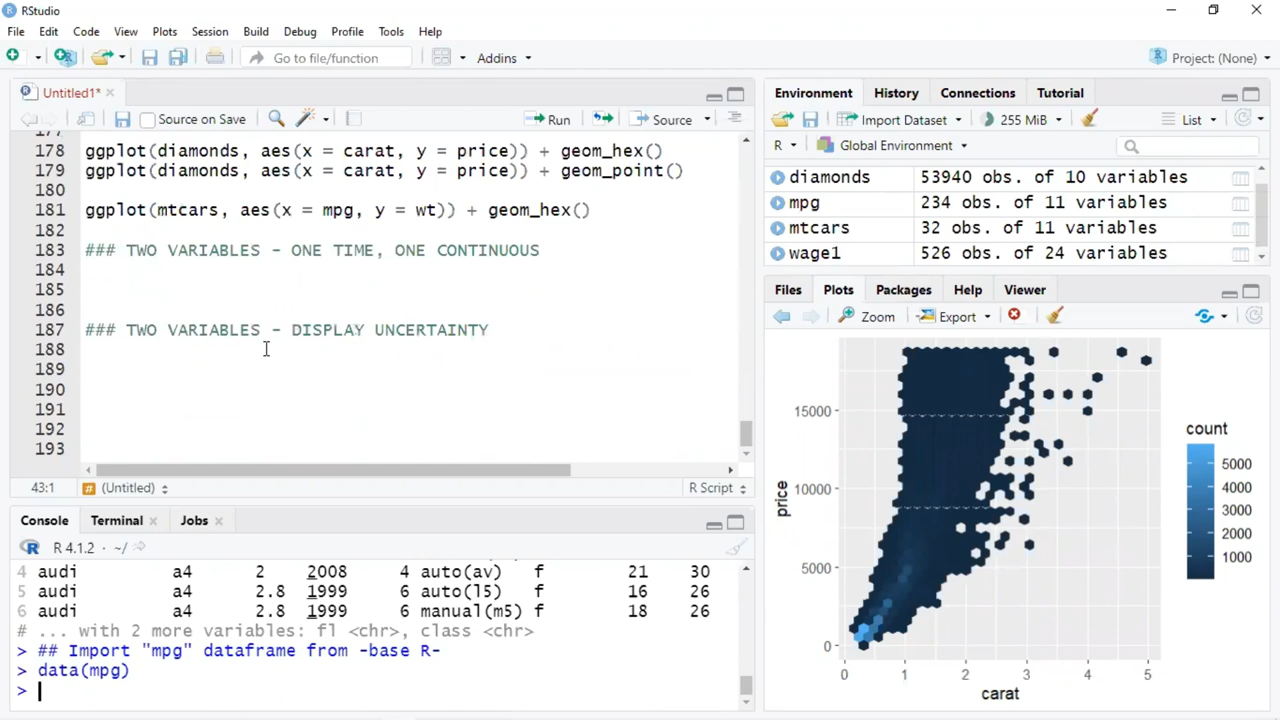 RStudio
File Edit Code View Plots Session Build Debug Profile Tools Help
Go to file/function Addins Project: (None)
Untitled1*
Source on Save Run Source
177
178 ggplot(diamonds, aes(x = carat, y = price)) + geom_hex()
179 ggplot(diamonds, aes(x = carat, y = price)) + geom_point()
180
181 ggplot(mtcars, aes(x = mpg, y = wt)) + geom_hex()
182
183 ### TWO VARIABLES - ONE TIME, ONE CONTINUOUS
184
185
186
187 ### TWO VARIABLES - DISPLAY UNCERTAINTY
188
189
190
191
192
193
43:1 # (Untitled) R Script
Console Terminal Jobs
R 4.1.2 · ~/
4 audi a4 2 2008 4 auto(av) f 21 30
5 audi a4 2.8 1999 6 auto(l5) f 16 26
6 audi a4 2.8 1999 6 manual(m5) f 18 26
# ... with 2 more variables: fl <chr>, class <chr>
> ## Import "mpg" dataframe from -base R-
> data(mpg)
>
Environment History Connections Tutorial
Import Dataset 255 MiB List
R Global Environment
diamonds 53940 obs. of 10 variables
mpg 234 obs. of 11 variables
mtcars 32 obs. of 11 variables
wage1 526 obs. of 24 variables
Files Plots Packages Help Viewer
Zoom Export
price
15000
10000
5000
0
0 1 2 3 4 5
carat
count
5000
4000
3000
2000
1000